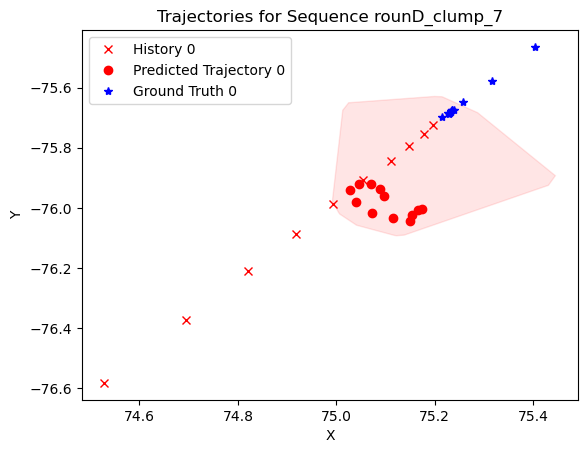 Trajectories for Sequence rounD_clump_7
History 0
Predicted Trajectory 0
Ground Truth 0
Y
−75.6
−75.8
−76.0
−76.2
−76.4
−76.6
74.6 74.8 75.0 75.2 75.4
X